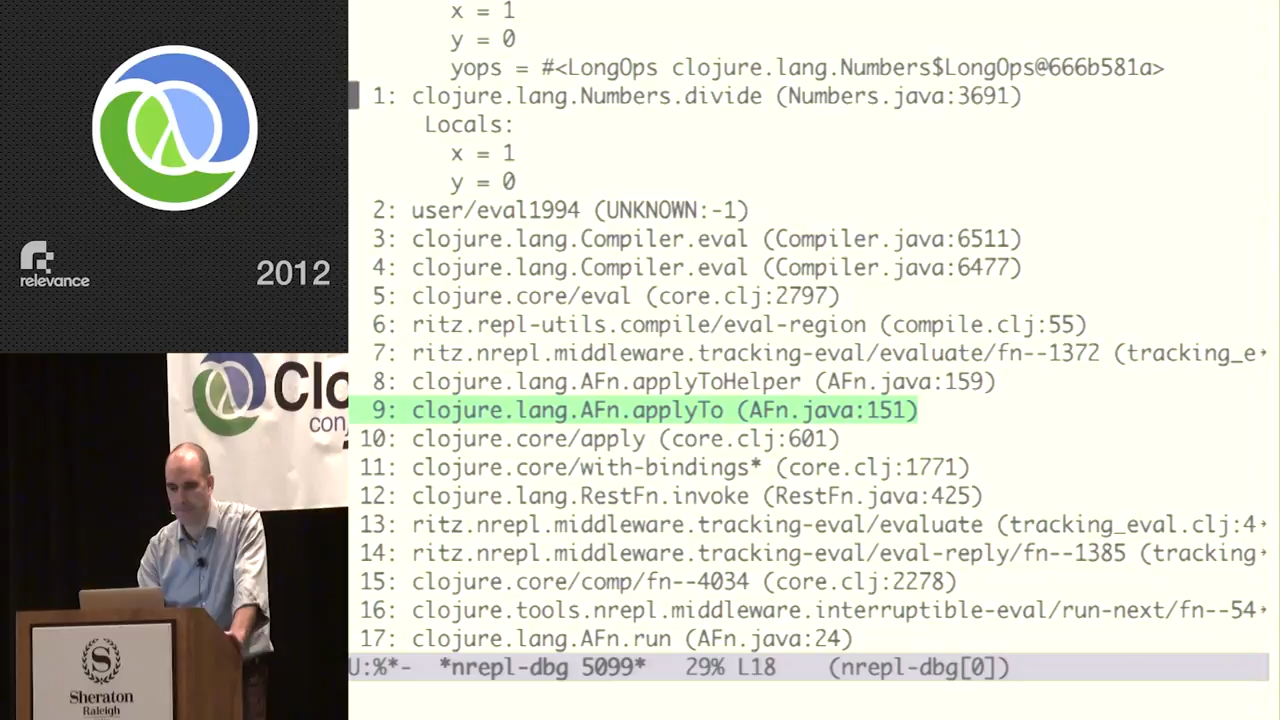 relevance
2012
Clo
conj
S
Sheraton
Raleigh
x = 1
y = 0
yops = #<LongOps clojure.lang.Numbers$LongOps@666b581a>
1: clojure.lang.Numbers.divide (Numbers.java:3691)
Locals:
x = 1
y = 0
2: user/eval1994 (UNKNOWN:-1)
3: clojure.lang.Compiler.eval (Compiler.java:6511)
4: clojure.lang.Compiler.eval (Compiler.java:6477)
5: clojure.core/eval (core.clj:2797)
6: ritz.repl-utils.compile/eval-region (compile.clj:55)
7: ritz.nrepl.middleware.tracking-eval/evaluate/fn--1372 (tracking_e
8: clojure.lang.AFn.applyToHelper (AFn.java:159)
9: clojure.lang.AFn.applyTo (AFn.java:151)
10: clojure.core/apply (core.clj:601)
11: clojure.core/with-bindings* (core.clj:1771)
12: clojure.lang.RestFn.invoke (RestFn.java:425)
13: ritz.nrepl.middleware.tracking-eval/evaluate (tracking_eval.clj:4
14: ritz.nrepl.middleware.tracking-eval/eval-reply/fn--1385 (tracking
15: clojure.core/comp/fn--4034 (core.clj:2278)
16: clojure.tools.nrepl.middleware.interruptible-eval/run-next/fn--54
17: clojure.lang.AFn.run (AFn.java:24)
U:%*- *nrepl-dbg 5099* 29% L18 (nrepl-dbg[0])